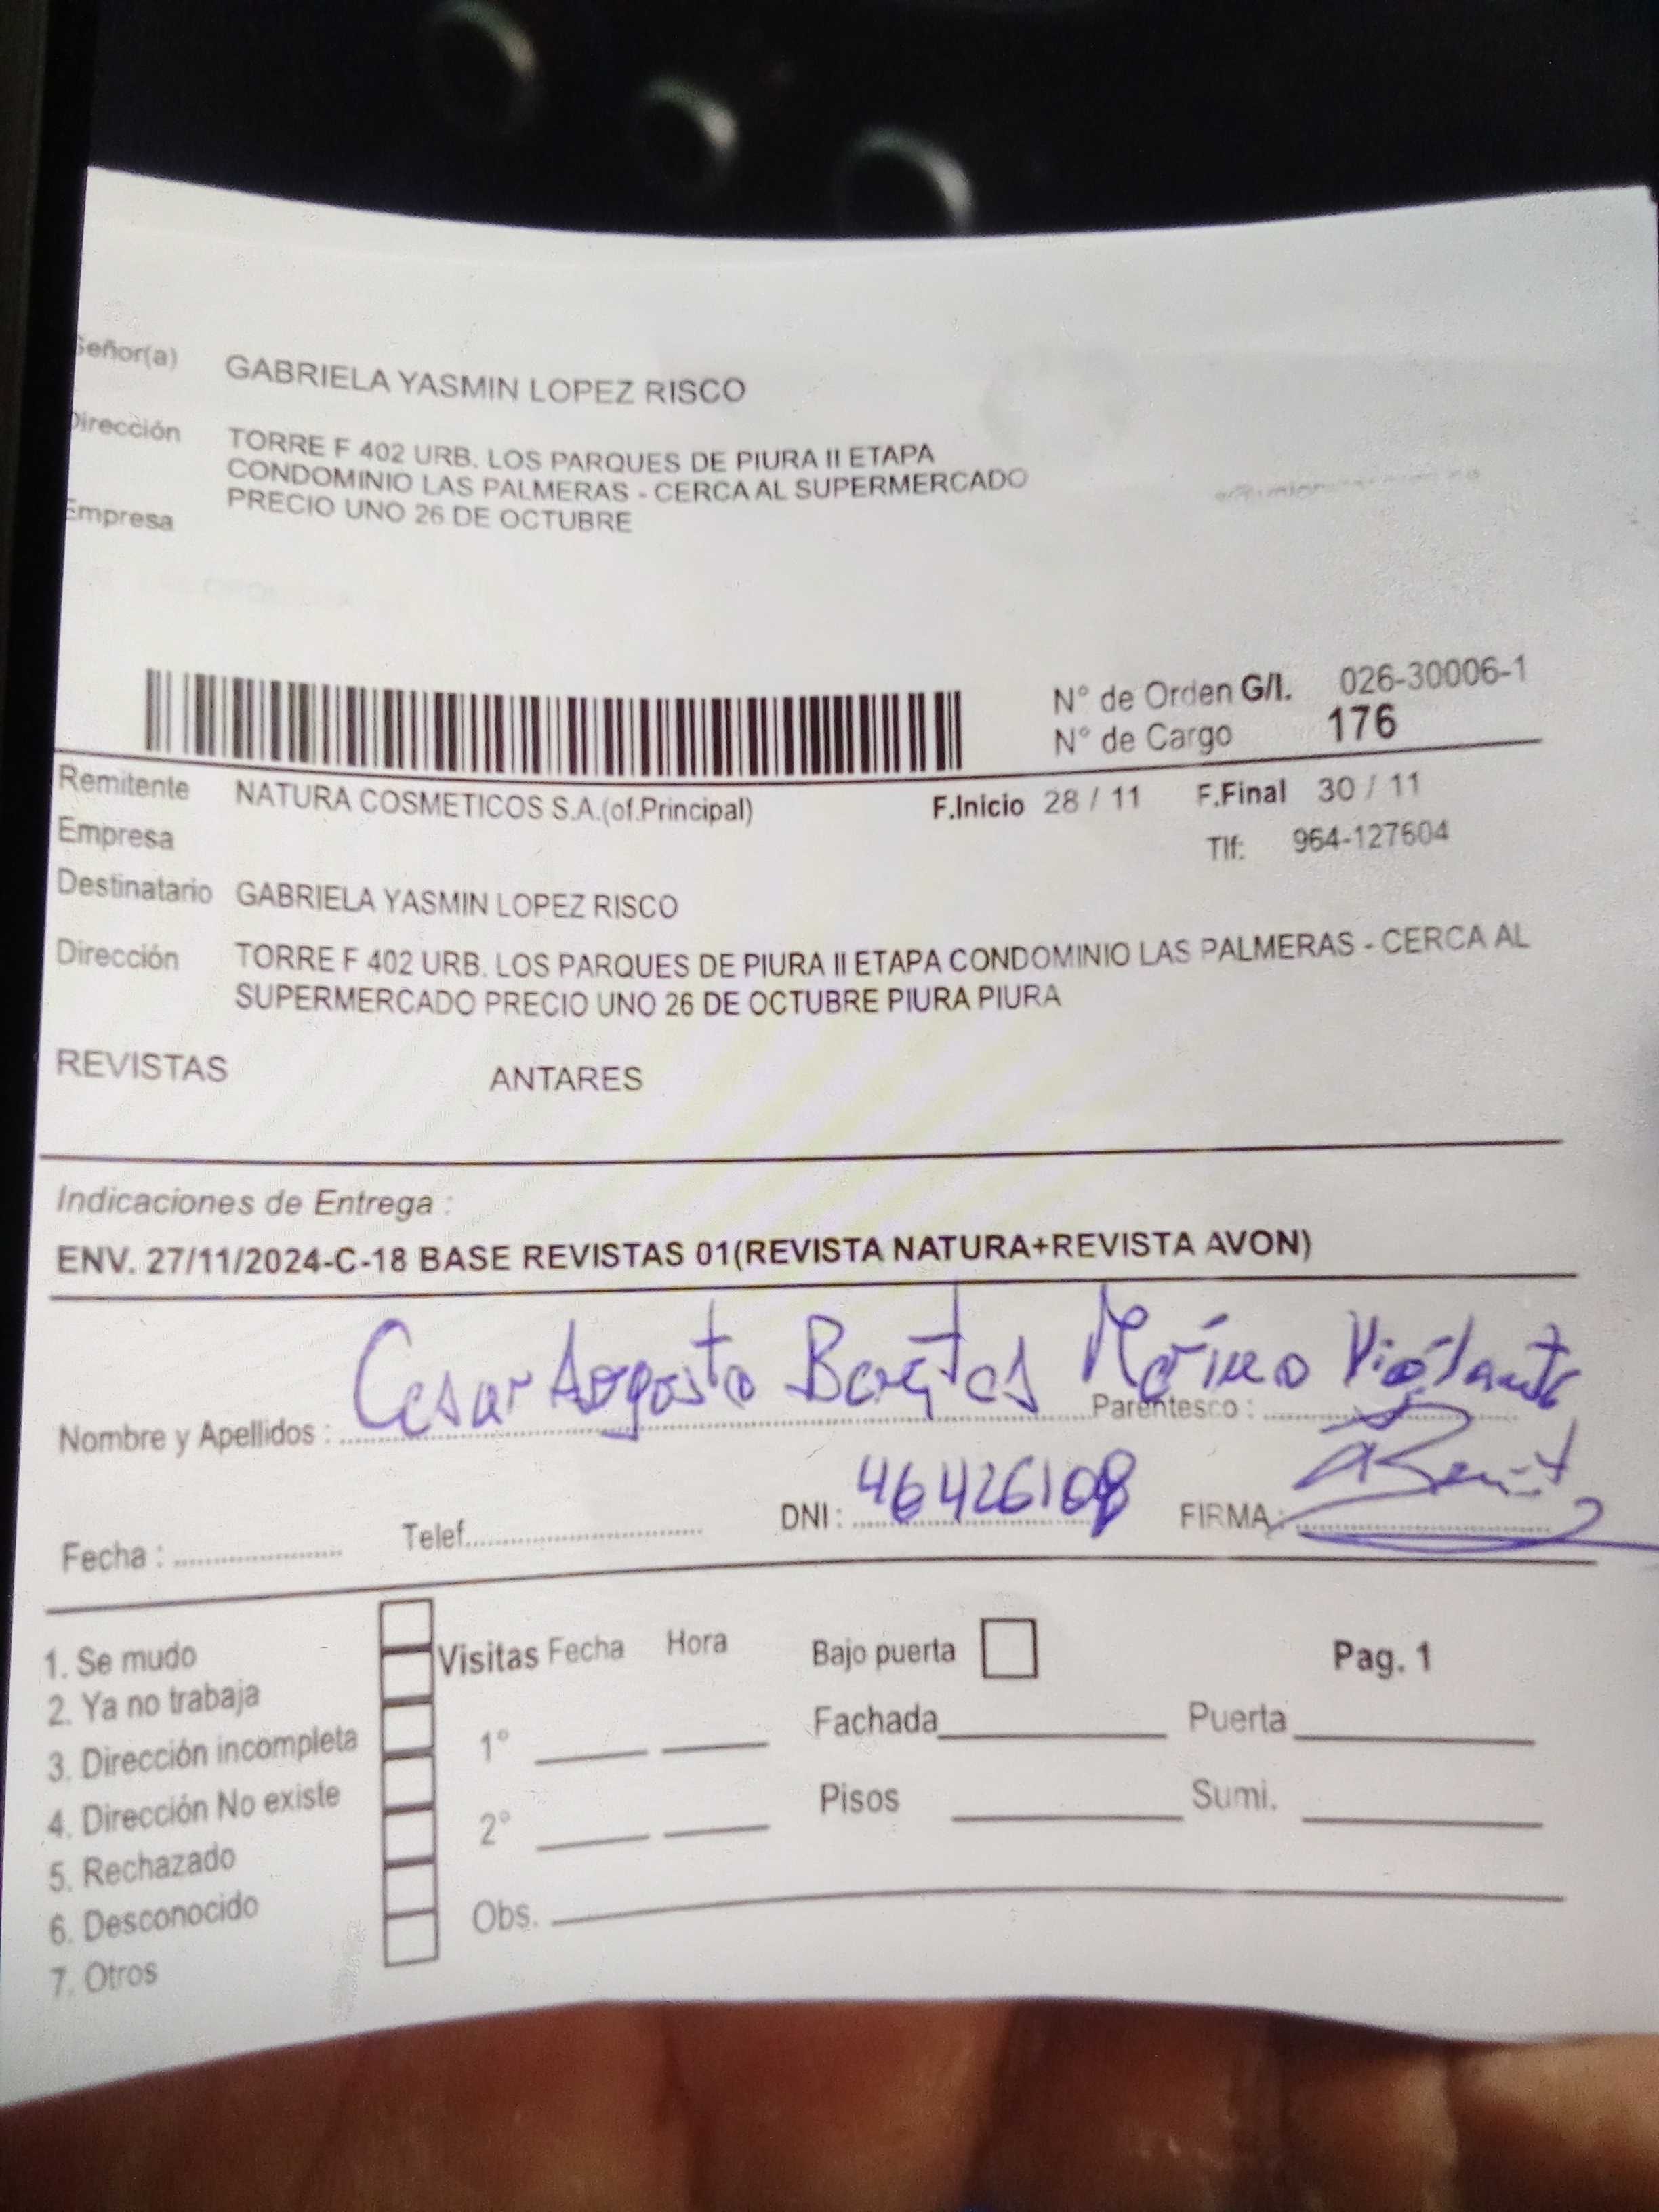 Señor(a) GABRIELA YASMIN LOPEZ RISCO
Dirección TORRE F 402 URB. LOS PARQUES DE PIURA II ETAPA
CONDOMINIO LAS PALMERAS - CERCA AL SUPERMERCADO
Empresa PRECIO UNO 26 DE OCTUBRE
N° de Orden G/I. 026-30006-1
N° de Cargo 176
Remitente NATURA COSMETICOS S.A.(of.Principal) F.Inicio 28 / 11 F.Final 30 / 11
Empresa Tlf: 964-127604
Destinatario GABRIELA YASMIN LOPEZ RISCO
Dirección TORRE F 402 URB. LOS PARQUES DE PIURA II ETAPA CONDOMINIO LAS PALMERAS - CERCA AL
SUPERMERCADO PRECIO UNO 26 DE OCTUBRE PIURA PIURA
REVISTAS ANTARES
Indicaciones de Entrega :
ENV. 27/11/2024-C-18 BASE REVISTAS 01(REVISTA NATURA+REVISTA AVON)
Nombre y Apellidos : Cesar Parentesco : Vigilante
Fecha : Telef. DNI : 46426108 FIRMA :
1. Se mudo
2. Ya no trabaja
3. Dirección incompleta
4. Dirección No existe
5. Rechazado
6. Desconocido
7. Otros
Visitas Fecha Hora
1°
2°
Obs.
Bajo puerta Pag. 1
Fachada Puerta
Pisos Sumi.